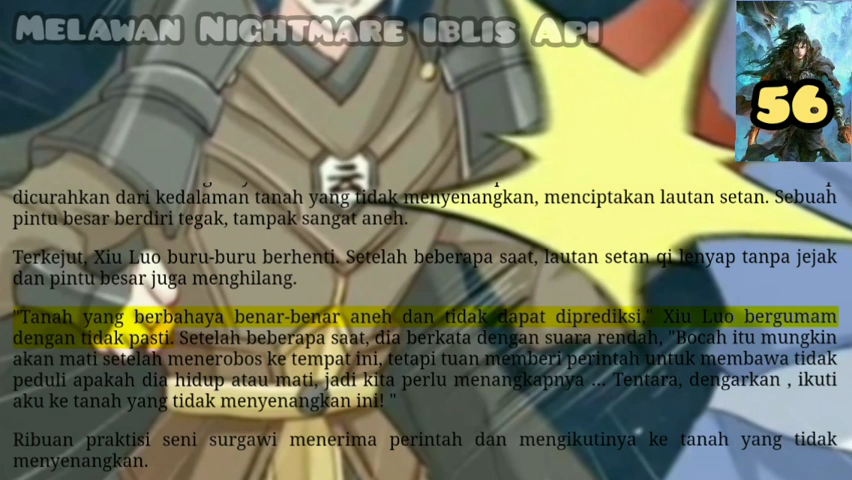 Melawan Nightmare Iblis Api
56
dicurahkan dari kedalaman tanah yang tidak menyenangkan, menciptakan lautan setan. Sebuah
pintu besar berdiri tegak, tampak sangat aneh.
Terkejut, Xiu Luo buru-buru berhenti. Setelah beberapa saat, lautan setan qi lenyap tanpa jejak
dan pintu besar juga menghilang.
"Tanah yang berbahaya benar-benar aneh dan tidak dapat diprediksi," Xiu Luo bergumam
dengan tidak pasti. Setelah beberapa saat, dia berkata dengan suara rendah, "Bocah itu mungkin
akan mati setelah menerobos ke tempat ini, tetapi tuan memberi perintah untuk membawa tidak
peduli apakah dia hidup atau mati, jadi kita perlu menangkapnya ... Tentara, dengarkan , ikuti
aku ke tanah yang tidak menyenangkan ini! "
Ribuan praktisi seni surgawi menerima perintah dan mengikutinya ke tanah yang tidak
menyenangkan.